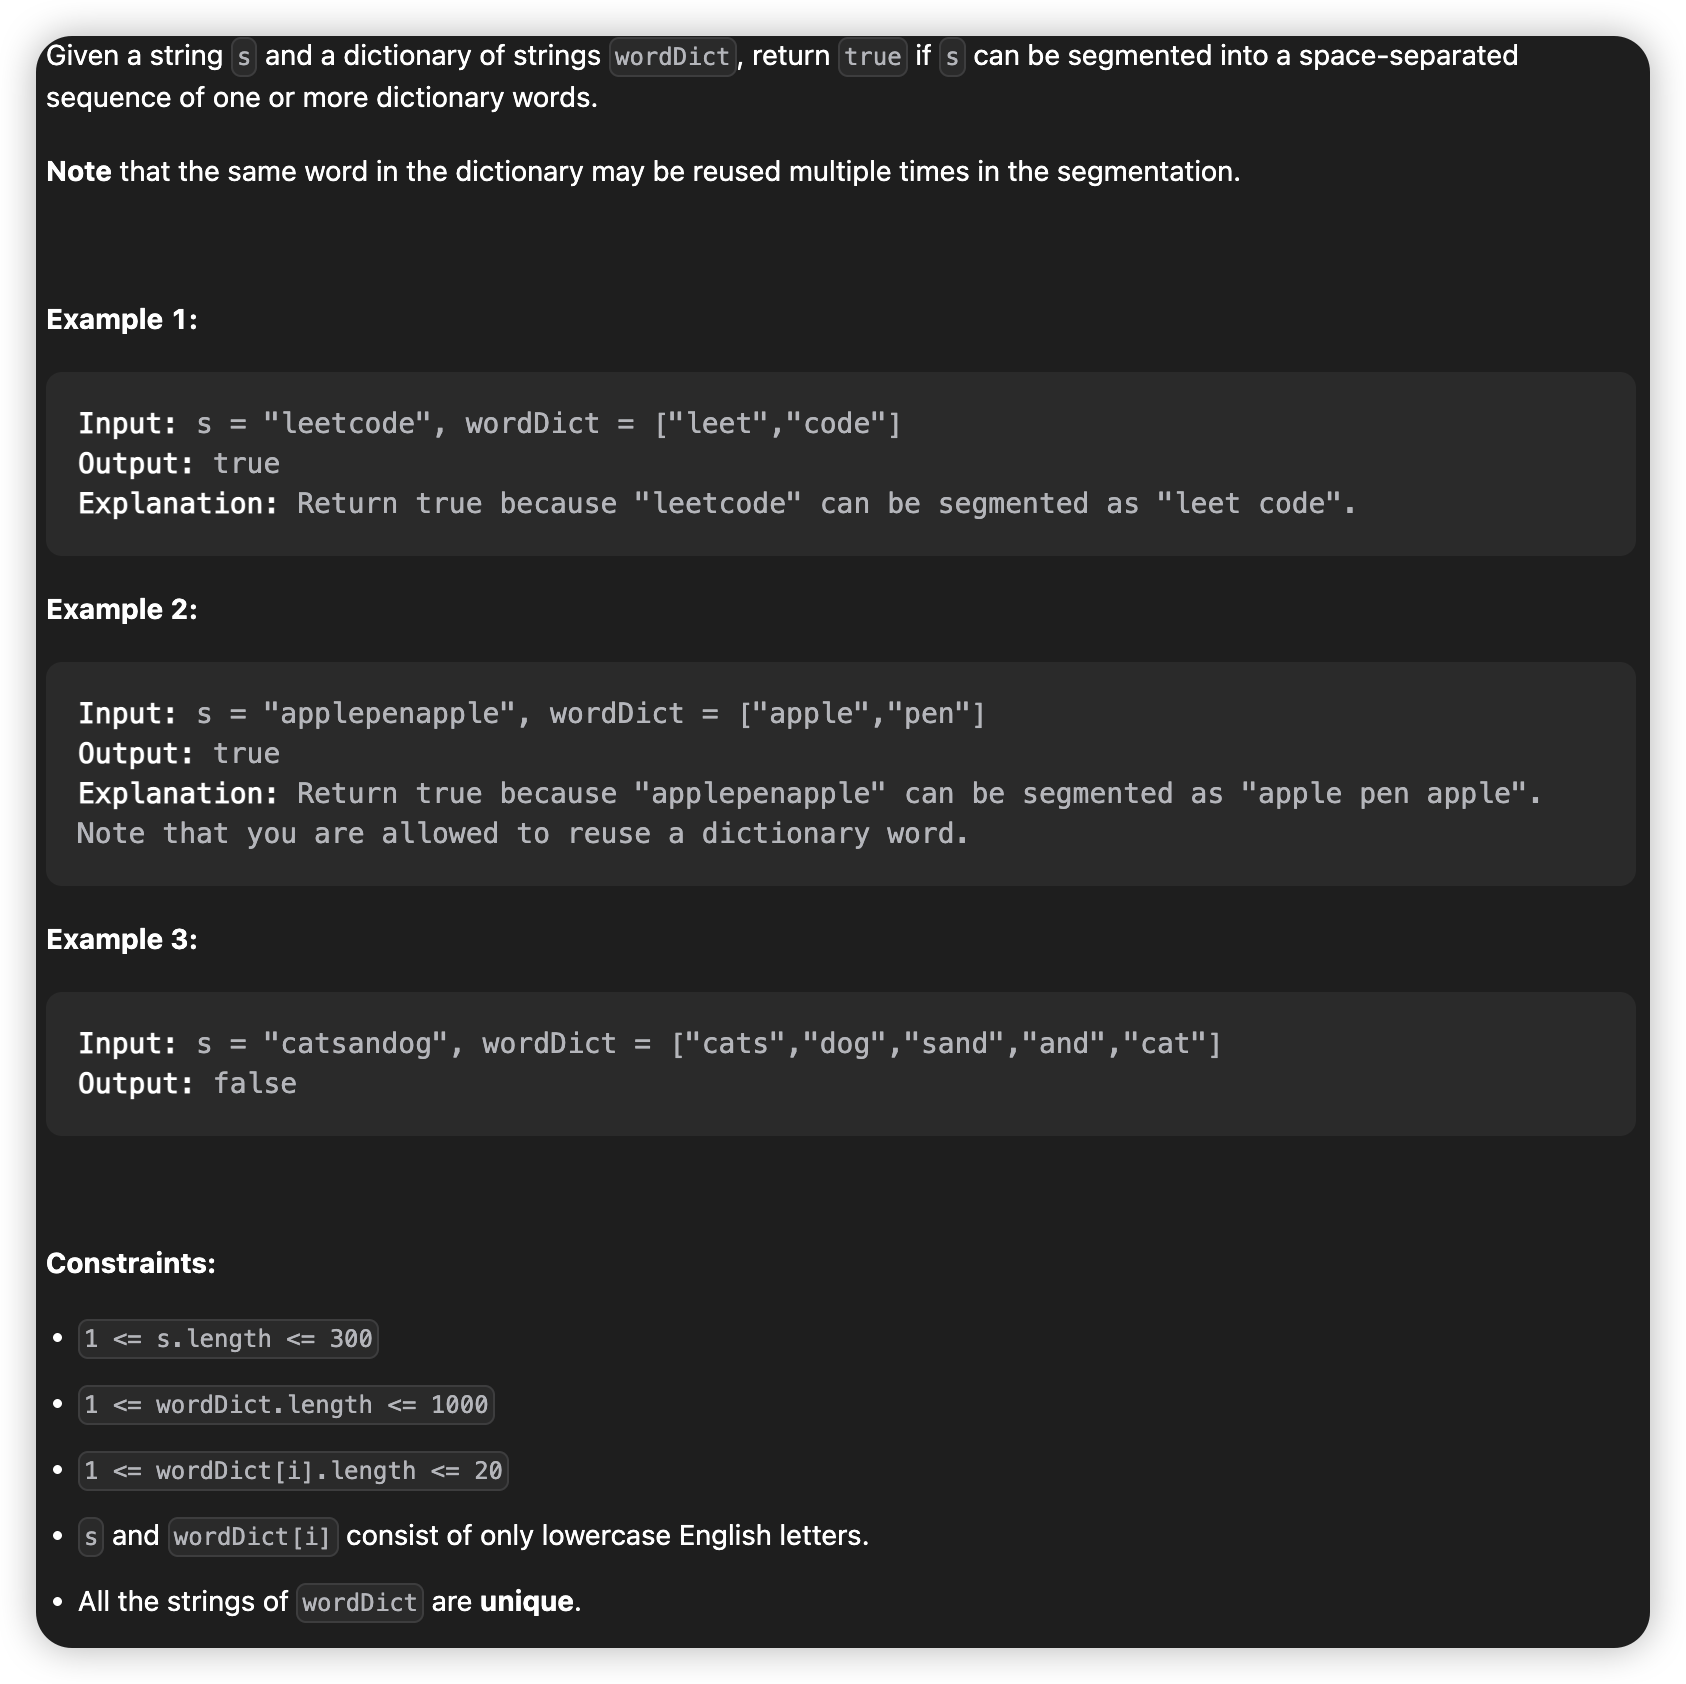 Given a string s and a dictionary of strings wordDict, return true if s can be segmented into a space-separated
sequence of one or more dictionary words.
Note that the same word in the dictionary may be reused multiple times in the segmentation.
Example 1:
Input: s = "leetcode", wordDict = ["leet","code"]
Output: true
Explanation: Return true because "leetcode" can be segmented as "leet code".
Example 2:
Input: s = "applepenapple", wordDict = ["apple","pen"]
Output: true
Explanation: Return true because "applepenapple" can be segmented as "apple pen apple".
Note that you are allowed to reuse a dictionary word.
Example 3:
Input: s = "catsandog", wordDict = ["cats","dog","sand","and","cat"]
Output: false
Constraints:
• 1 <= s.length <= 300
• 1 <= wordDict.length <= 1000
• 1 <= wordDict[i].length <= 20
• s and wordDict[i] consist of only lowercase English letters.
• All the strings of wordDict are unique.